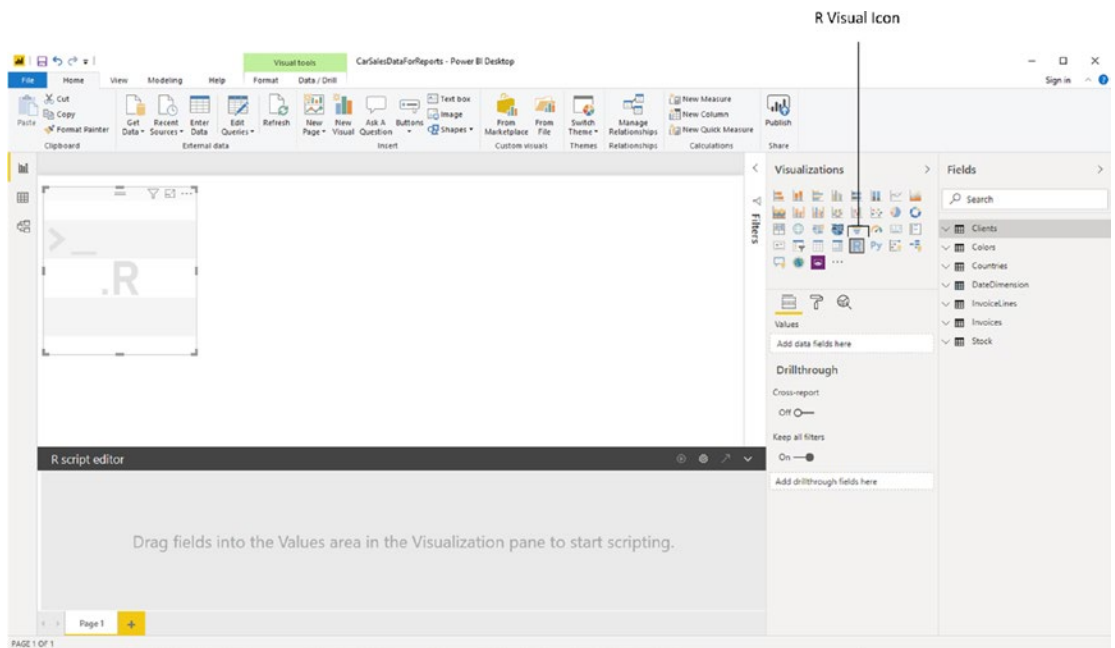 R Visual Icon
Visual tools
CarSalesDataForReports - Power BI Desktop
File Home View Modeling Help Format Data / Drill
Sign in
Paste
Cut
Copy
Format Painter
Clipboard
Get Data
Recent Sources
Enter Data
Edit Queries
External data
Refresh
New Page
New Visual
Ask A Question
Buttons
Text box
Image
Shapes
Insert
From Marketplace
From File
Custom visuals
Switch Theme
Themes
Manage Relationships
Relationships
New Measure
New Column
New Quick Measure
Calculations
Publish
Share
>_
.R
Filters
Visualizations
R
Py
Values
Add data fields here
Drillthrough
Cross-report
Off
Keep all filters
On
Add drillthrough fields here
Fields
Search
Clients
Colors
Countries
DateDimension
InvoiceLines
Invoices
Stock
R script editor
Drag fields into the Values area in the Visualization pane to start scripting.
Page 1
PAGE 1 OF 1